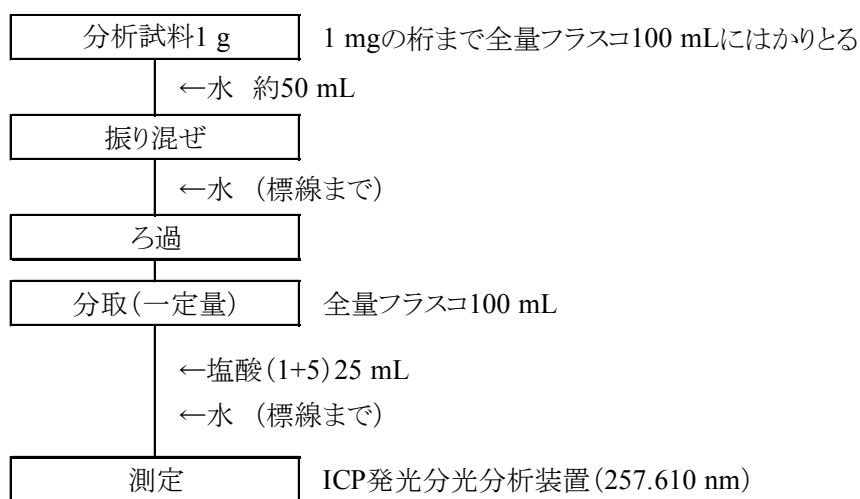 分析試料1 g 1 mgの桁まで全量フラスコ100 mLにはかりとる
←水 約50 mL
振り混ぜ
←水 (標線まで)
ろ過
分取(一定量) 全量フラスコ100 mL
←塩酸(1+5)25 mL
←水 (標線まで)
測定 ICP発光分光分析装置(257.610 nm)